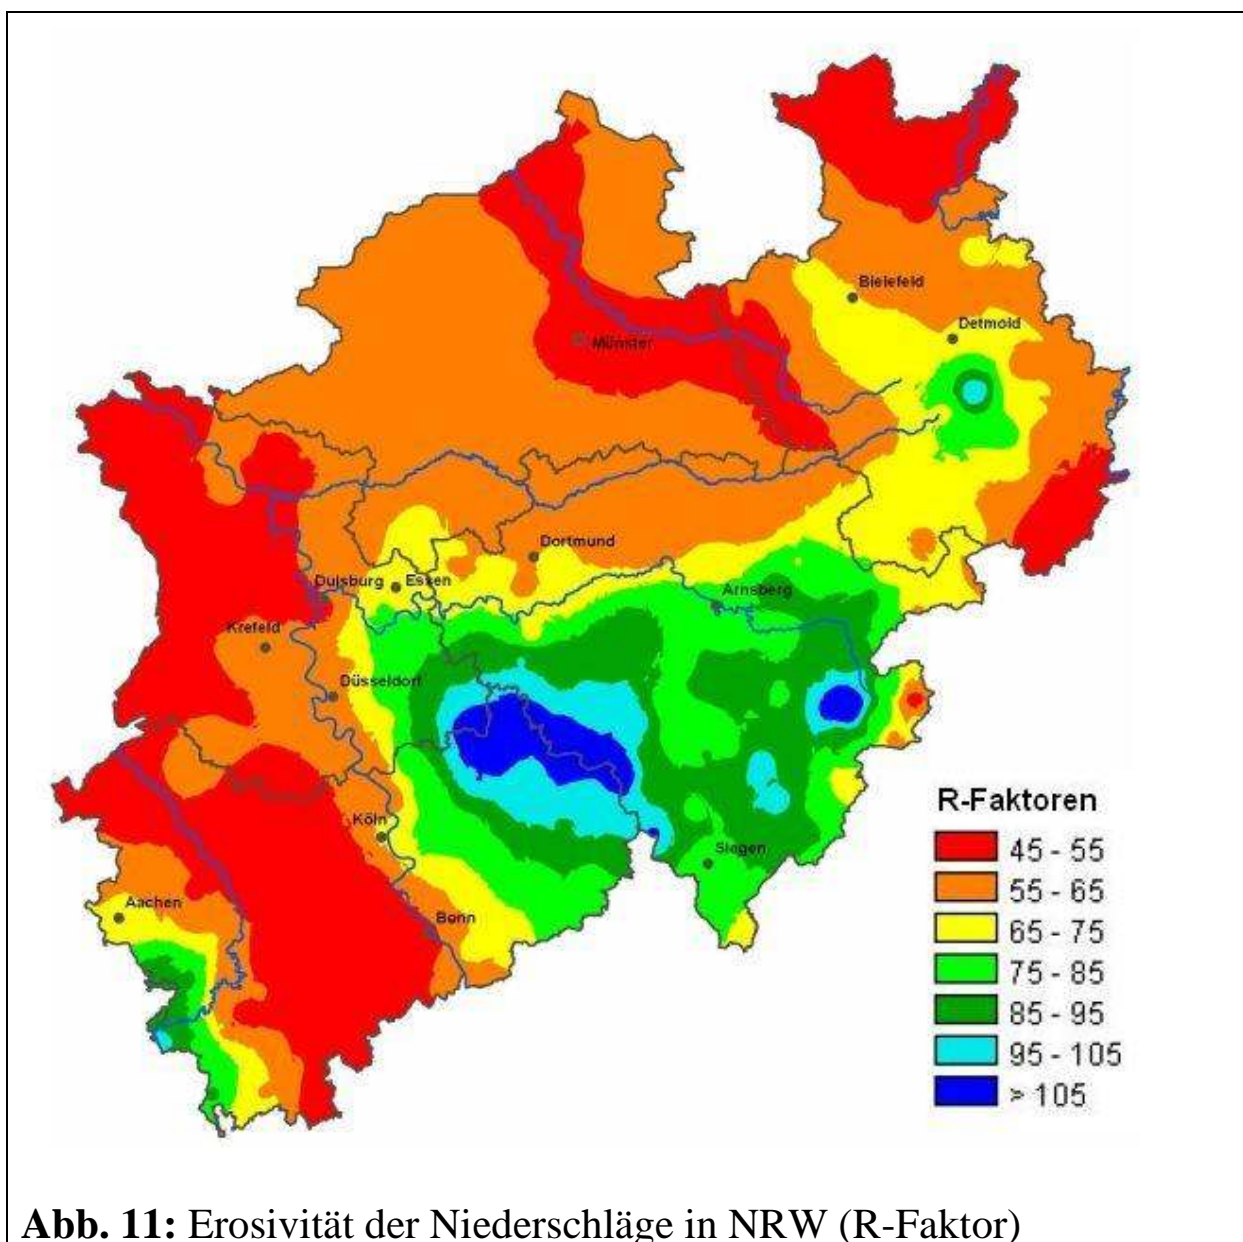 Bielefeld
Detmold
Münster
Dortmund
Duisburg
Essen
Arnsberg
Krefeld
Düsseldorf
Köln
Siegen
Aachen
Bonn
R-Faktoren
45 - 55
55 - 65
65 - 75
75 - 85
85 - 95
95 - 105
> 105
Abb. 11: Erosivität der Niederschläge in NRW (R-Faktor)